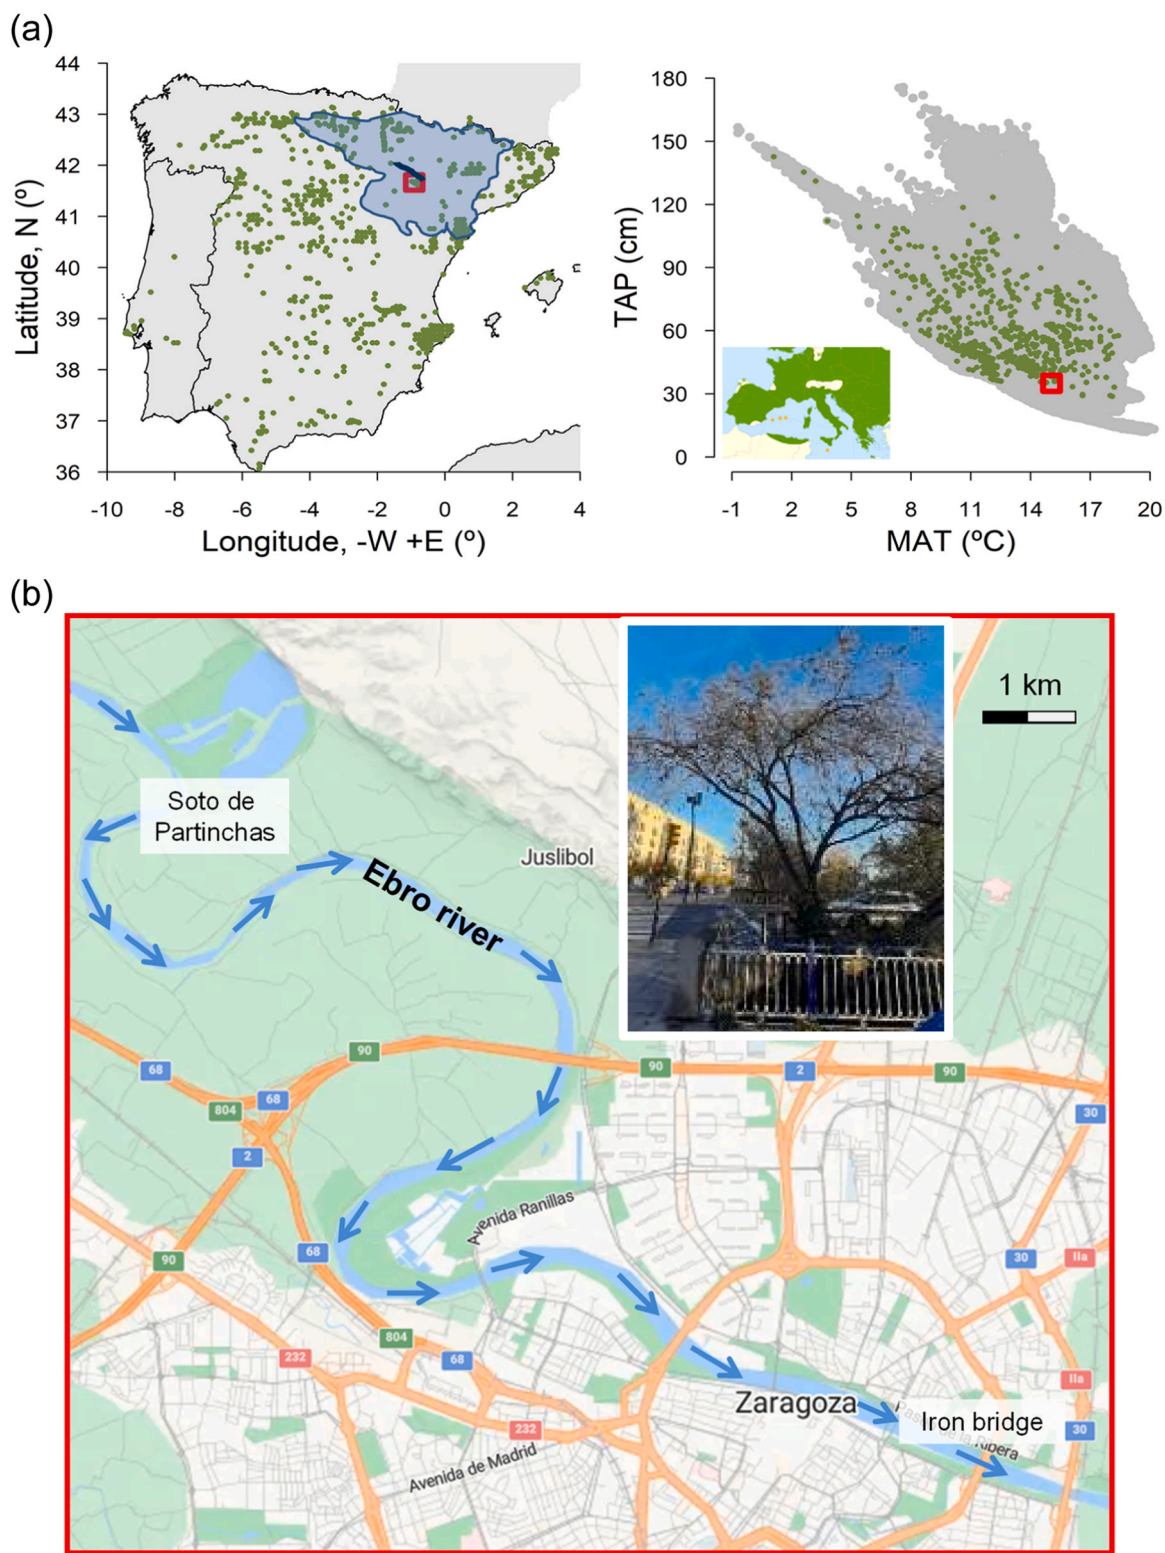 (a)
44
43
42
41
40
39
38
37
36
Latitude, N (º)
-10 -8 -6 -4 -2 0 2 4
Longitude, -W +E (º)
180
150
120
90
60
30
0
TAP (cm)
-1 2 5 8 11 14 17 20
MAT (ºC)
(b)
1 km
Soto de
Partinchas
Juslibol
Ebro river
90
68
68
804
2
90
2
90
30
Avenida Ranillas
90
68
30
IIa
804
232
68
IIa
Zaragoza
Iron bridge
30
232
Ribera
Avenida de Madrid